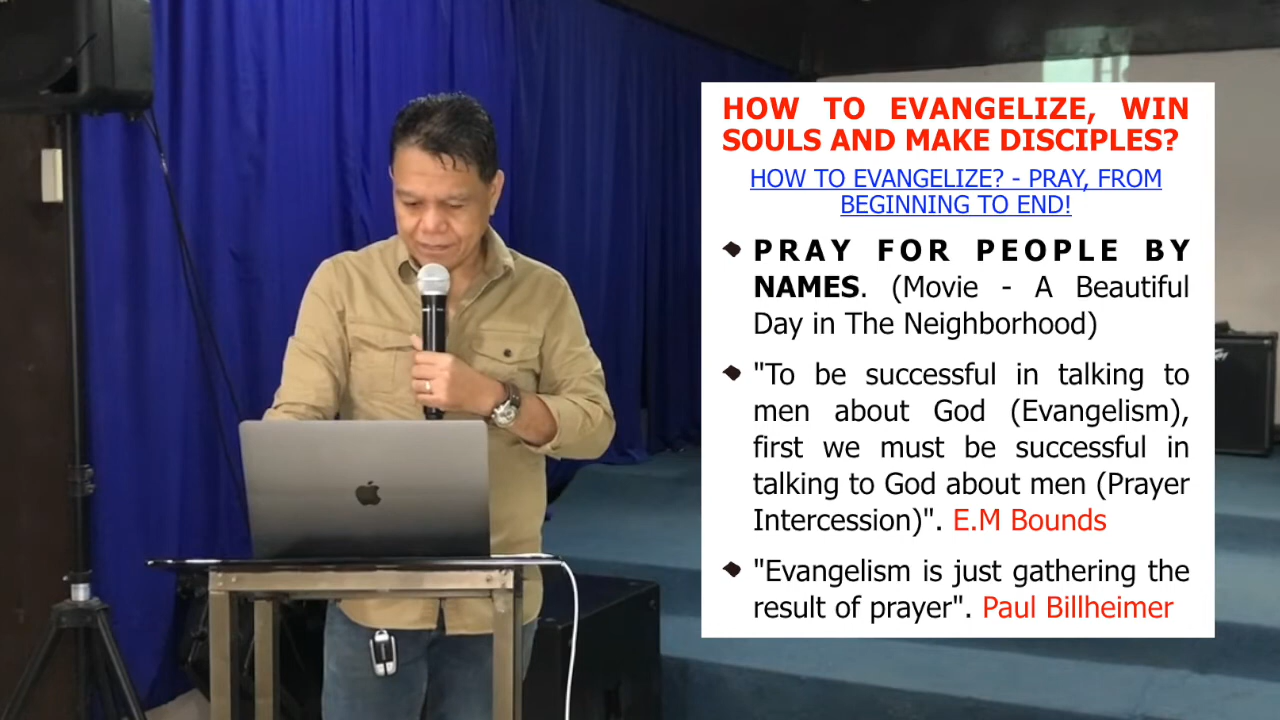 HOW TO EVANGELIZE, WIN
SOULS AND MAKE DISCIPLES?
HOW TO EVANGELIZE? - PRAY, FROM
BEGINNING TO END!
PRAY FOR PEOPLE BY
NAMES. (Movie - A Beautiful
Day in The Neighborhood)
"To be successful in talking to
men about God (Evangelism),
first we must be successful in
talking to God about men (Prayer
Intercession)". E.M Bounds
"Evangelism is just gathering the
result of prayer". Paul Billheimer